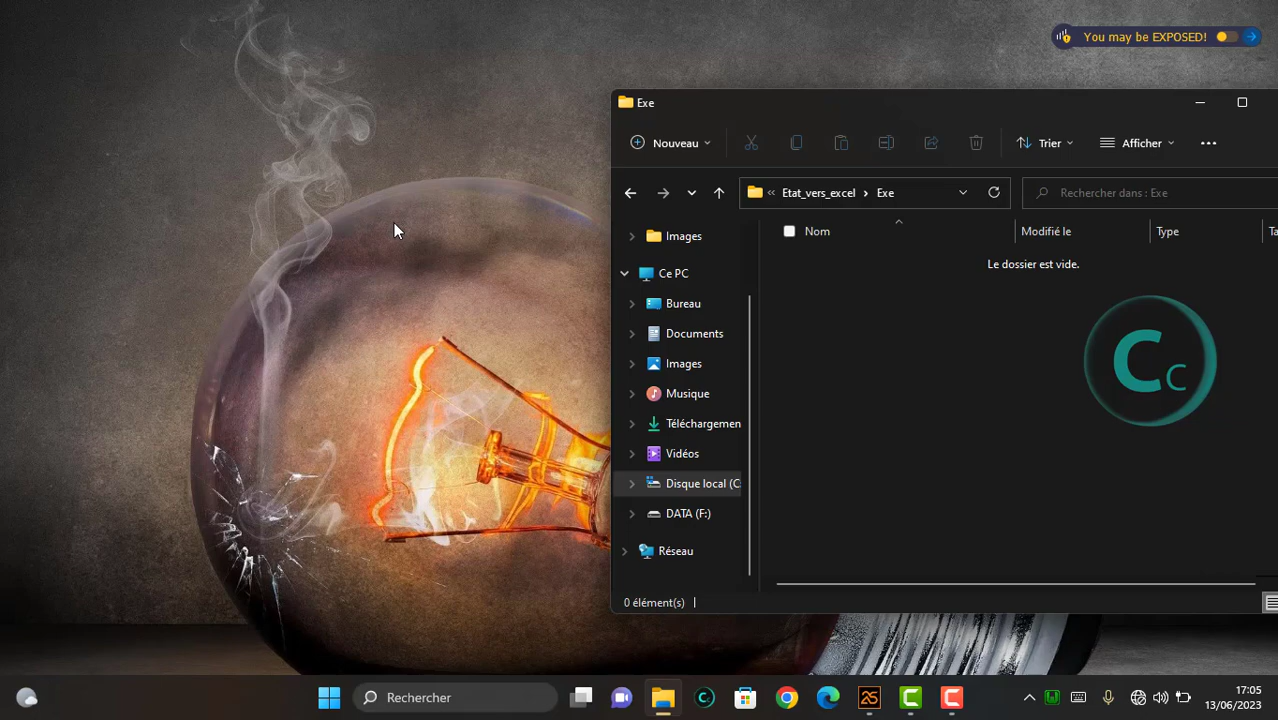 You may be EXPOSED!
Exe
Nouveau
Trier
Afficher
Etat_vers_excel
Exe
Rechercher dans : Exe
Nom
Modifié le
Type
Ta
Le dossier est vide.
Images
Ce PC
Bureau
Documents
Images
Musique
Téléchargemen
Vidéos
Disque local (C
DATA (F:)
Réseau
0 élément(s)
Cc
Rechercher
17:05
13/06/2023